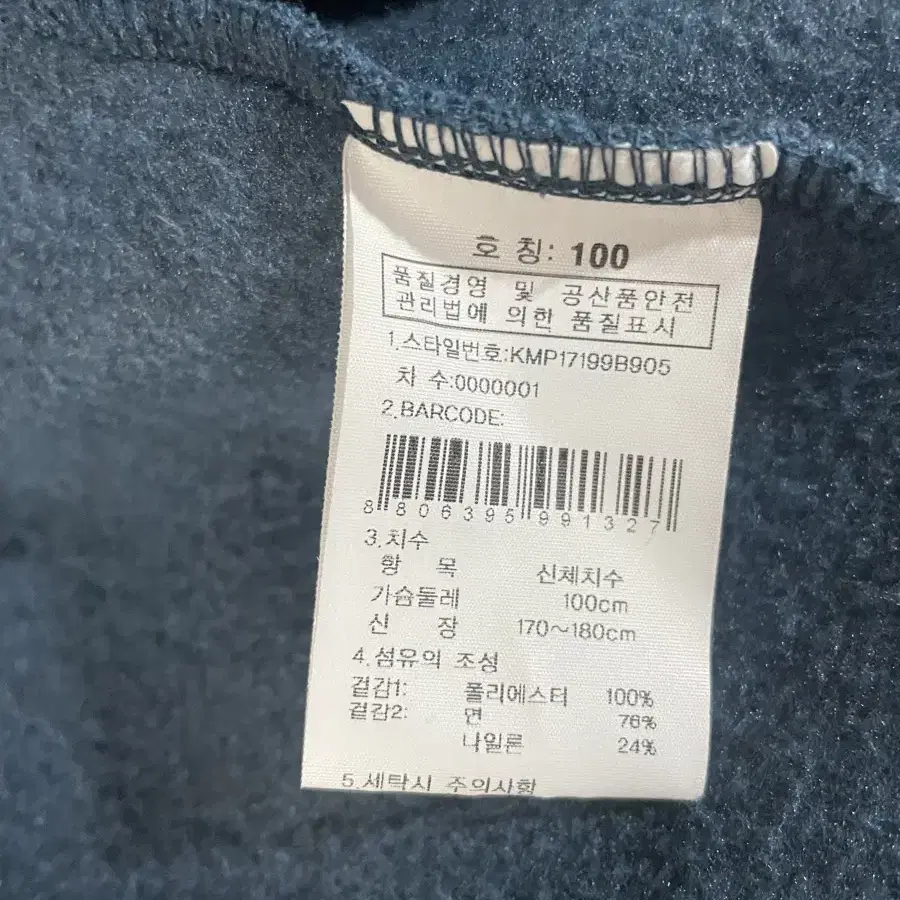 호 칭: 100
품질경영 및 공산품안전
관리법에 의한 품질표시
1.스타일번호:KMP17199B905
차 수:0000001
2.BARCODE:
8 806395 991327
3.치수
항 목 신체치수
가슴둘레 100cm
신 장 170~180cm
4.섬유의 조성
겉감1: 폴리에스터 100%
겉감2: 면 76%
나일론 24%
5.세탁시 주의사항